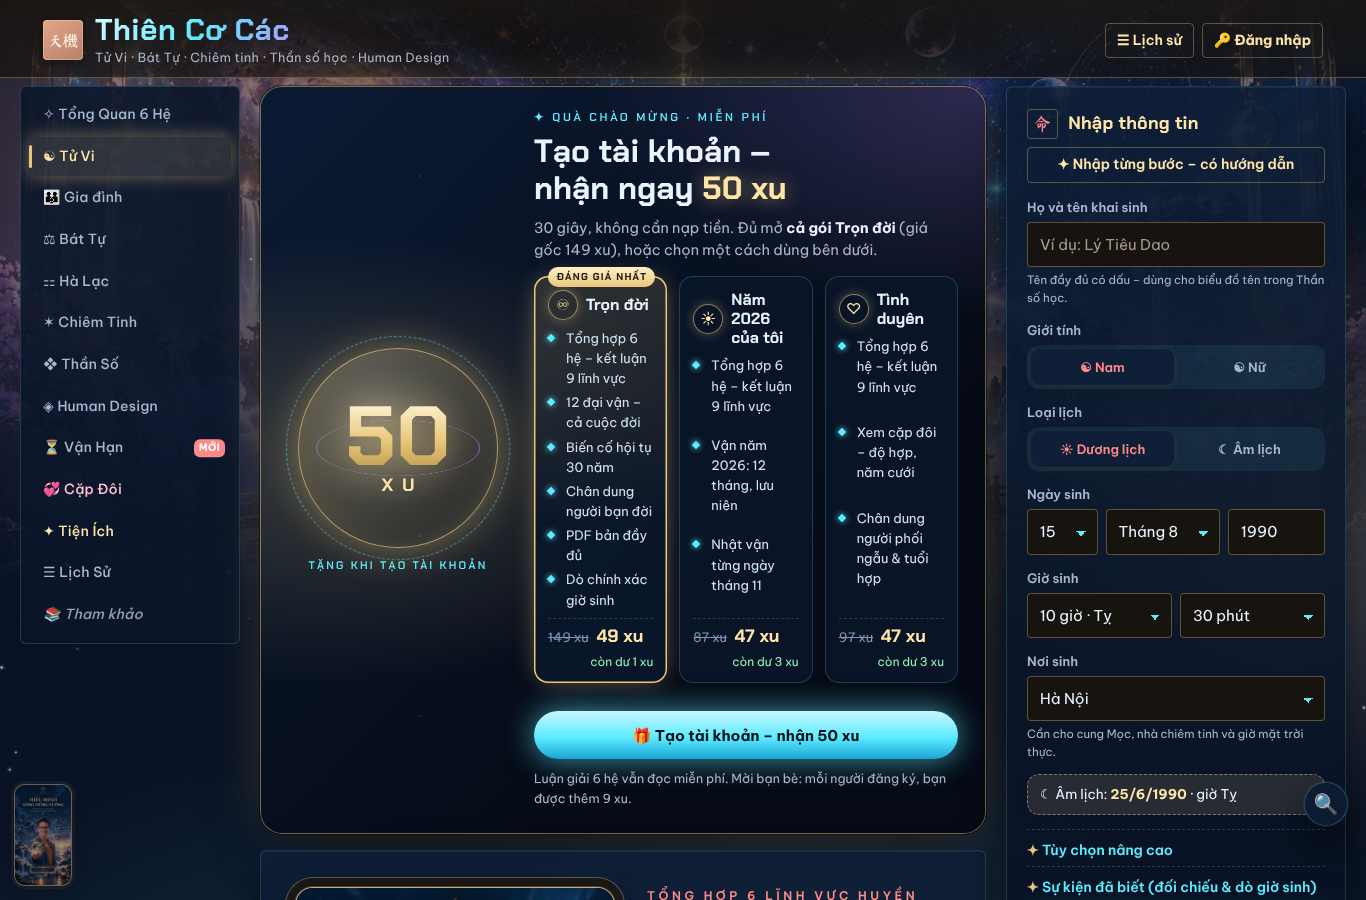 天機
Thiên Cơ Các
Tử Vi · Bát Tự · Chiêm tinh · Thần số học · Human Design
☰ Lịch sử
🔑 Đăng nhập
✧ Tổng Quan 6 Hệ
☯ Tử Vi
👪 Gia đình
⚖ Bát Tự
⚏ Hà Lạc
✶ Chiêm Tinh
❖ Thần Số
◈ Human Design
⏳ Vận Hạn MỚI
💞 Cặp Đôi
✦ Tiện Ích
☰ Lịch Sử
📚 Tham khảo
50
XU
TẶNG KHI TẠO TÀI KHOẢN
✦ QUÀ CHÀO MỪNG · MIỄN PHÍ
Tạo tài khoản –
nhận ngay 50 xu
30 giây, không cần nạp tiền. Đủ mở cả gói Trọn đời (giá
gốc 149 xu), hoặc chọn một cách dùng bên dưới.
ĐÁNG GIÁ NHẤT
♾ Trọn đời
Tổng hợp 6
hệ – kết luận
9 lĩnh vực
12 đại vận –
cả cuộc đời
Biến cố hội tụ
30 năm
Chân dung
người bạn đời
PDF bản đầy
đủ
Dò chính xác
giờ sinh
149 xu 49 xu
còn dư 1 xu
☀ Năm
2026
của tôi
Tổng hợp 6
hệ – kết luận
9 lĩnh vực
Vận năm
2026: 12
tháng, lưu
niên
Nhật vận
từng ngày
tháng 11
87 xu 47 xu
còn dư 3 xu
♡ Tình
duyên
Tổng hợp 6
hệ – kết luận
9 lĩnh vực
Xem cặp đôi
– độ hợp,
năm cưới
Chân dung
người phối
ngẫu & tuổi
hợp
97 xu 47 xu
còn dư 3 xu
🎁 Tạo tài khoản – nhận 50 xu
Luận giải 6 hệ vẫn đọc miễn phí. Mời bạn bè: mỗi người đăng ký, bạn
được thêm 9 xu.
TỔNG HỢP 6 LĨNH VỰC HUYỀN
命 Nhập thông tin
✦ Nhập từng bước – có hướng dẫn
Họ và tên khai sinh
Ví dụ: Lý Tiêu Dao
Tên đầy đủ có dấu – dùng cho biểu đồ tên trong Thần
số học.
Giới tính
☯ Nam
☯ Nữ
Loại lịch
☀ Dương lịch
☾ Âm lịch
Ngày sinh
15
Tháng 8
1990
Giờ sinh
10 giờ · Tỵ
30 phút
Nơi sinh
Hà Nội
Cần cho cung Mọc, nhà chiêm tinh và giờ mặt trời
thực.
☾ Âm lịch: 25/6/1990 · giờ Tỵ
✦ Tùy chọn nâng cao
✦ Sự kiện đã biết (đối chiếu & dò giờ sinh)